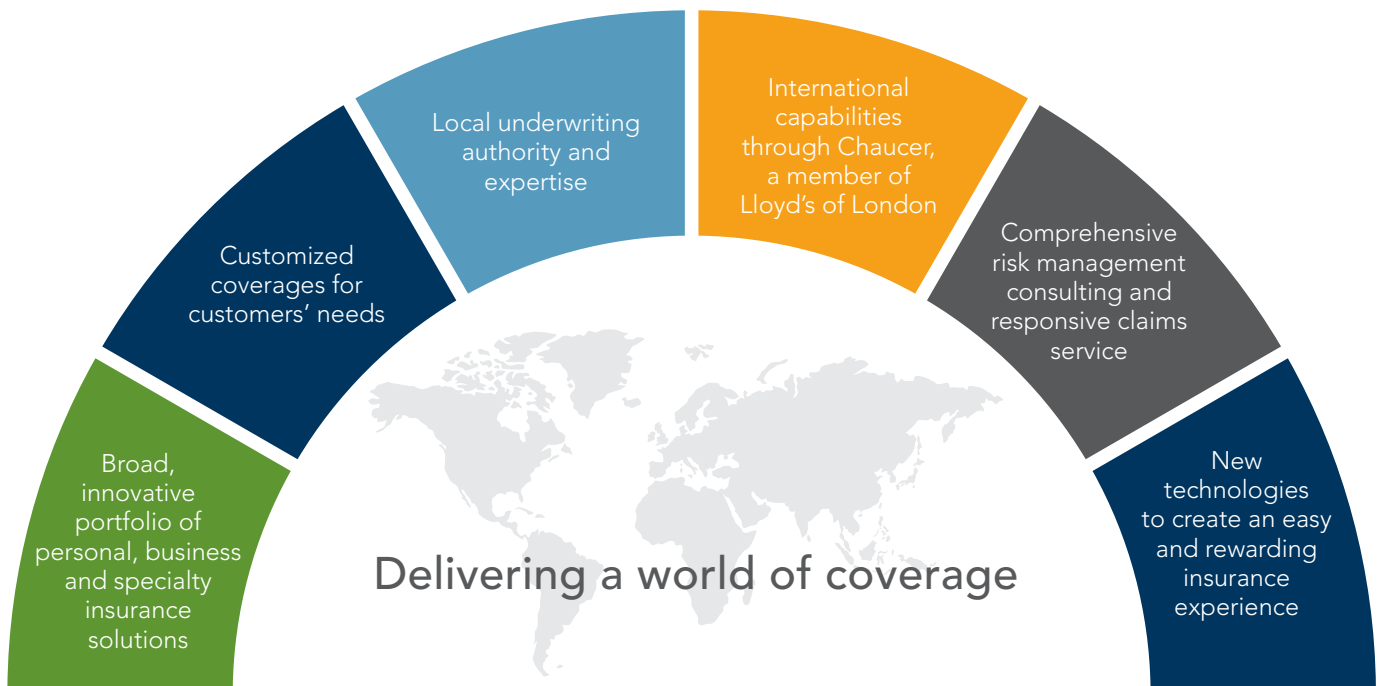 Broad,
innovative
portfolio of
personal, business
and specialty
insurance
solutions
Customized
coverages for
customers’ needs
Local underwriting
authority and
expertise
International
capabilities
through Chaucer,
a member of
Lloyd’s of London
Comprehensive
risk management
consulting and
responsive claims
service
New
technologies
to create an easy
and rewarding
insurance
experience
Delivering a world of coverage